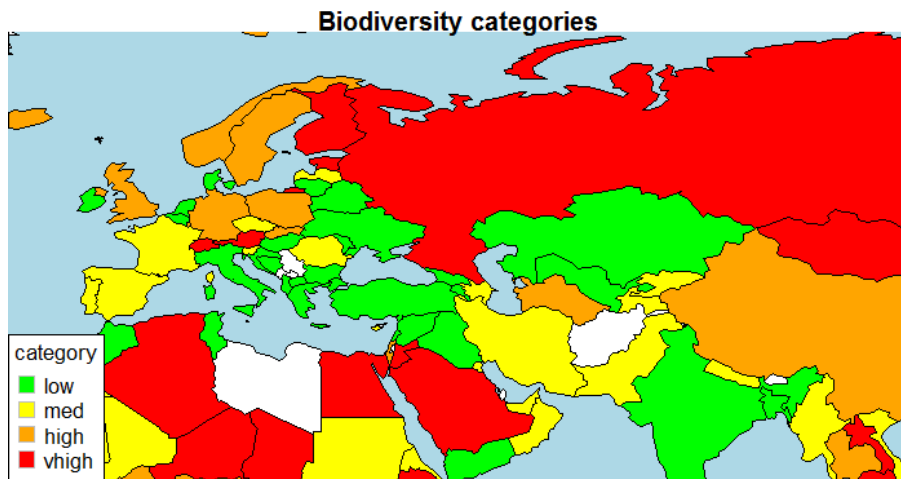 Biodiversity categories
category
low
med
high
vhigh